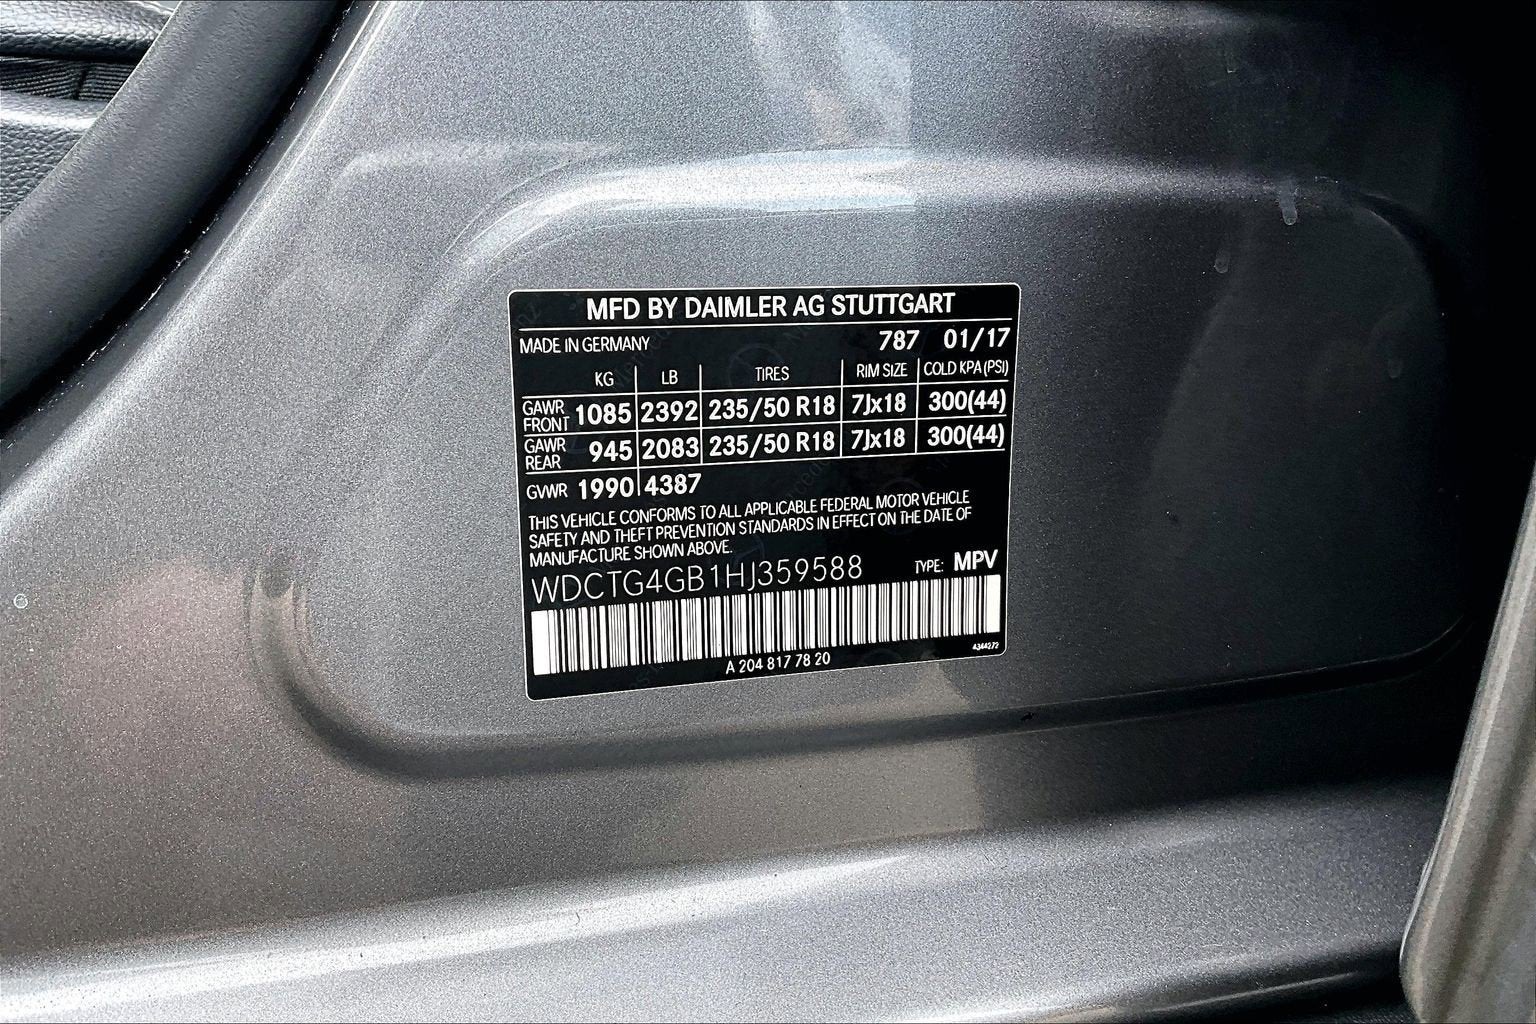 MFD BY DAIMLER AG STUTTGART
MADE IN GERMANY 787 01/17
KG LB TIRES RIM SIZE COLD KPA (PSI)
GAWR FRONT 1085 2392 235/50 R18 7Jx18 300(44)
GAWR REAR 945 2083 235/50 R18 7Jx18 300(44)
GVWR 1990 4387
THIS VEHICLE CONFORMS TO ALL APPLICABLE FEDERAL MOTOR VEHICLE
SAFETY AND THEFT PREVENTION STANDARDS IN EFFECT ON THE DATE OF
MANUFACTURE SHOWN ABOVE.
WDCTG4GB1HJ359588 TYPE: MPV
4344272
A 204 817 78 20